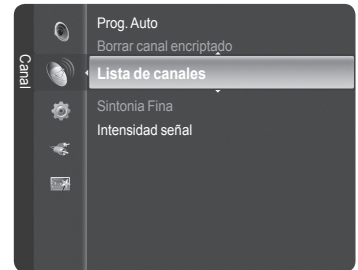 Canal
Prog. Auto
Borrar canal encriptado
Lista de canales
Sintonia Fina
Intensidad señal